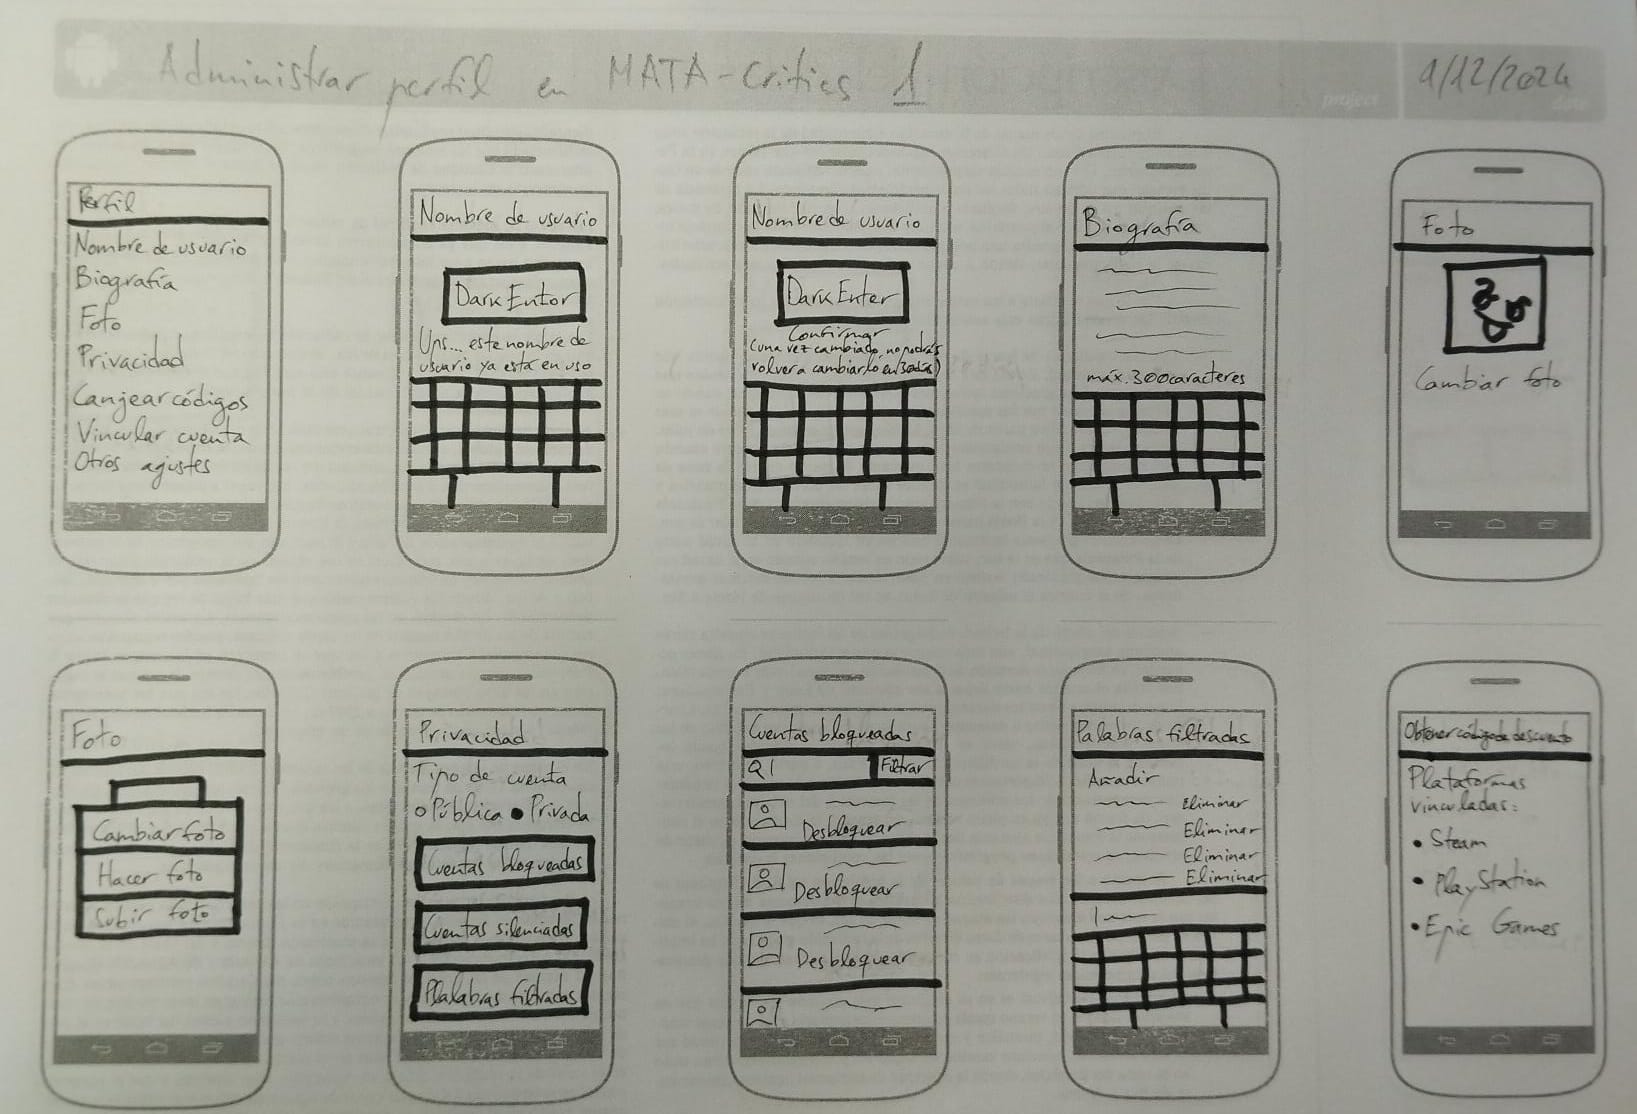 Administrar perfil en MATA-Critics 1
project
9/12/2024
date
Perfil
Nombre de usuario
Biografía
Foto
Privacidad
Canjear códigos
Vincular cuenta
Otros agustes
Nombre de usuario
Dark Entor
Ups... este nombre de
usuario ya está en uso
Nombre de usuario
Dark Enter
Confirmar
(una vez cambiado, no podrás
volver a cambiarlo en 30 días)
Biografía
máx. 300 caracteres
Foto
Cambiar foto
Foto
Cambiar foto
Hacer foto
Subir foto
Privacidad
Tipo de cuenta
Pública Privada
Cuentas bloqueadas
Cuentas silenciadas
Plalabras filtradas
Cuentas bloqueadas
Filtrar
Desbloquear
Desbloquear
Desbloquear
Palabras filtradas
Añadir
Eliminar
Eliminar
Eliminar
Eliminar
Obtener código de descuento
Plataformas
vinculadas:
• Steam
• PlayStation
• Epic Games